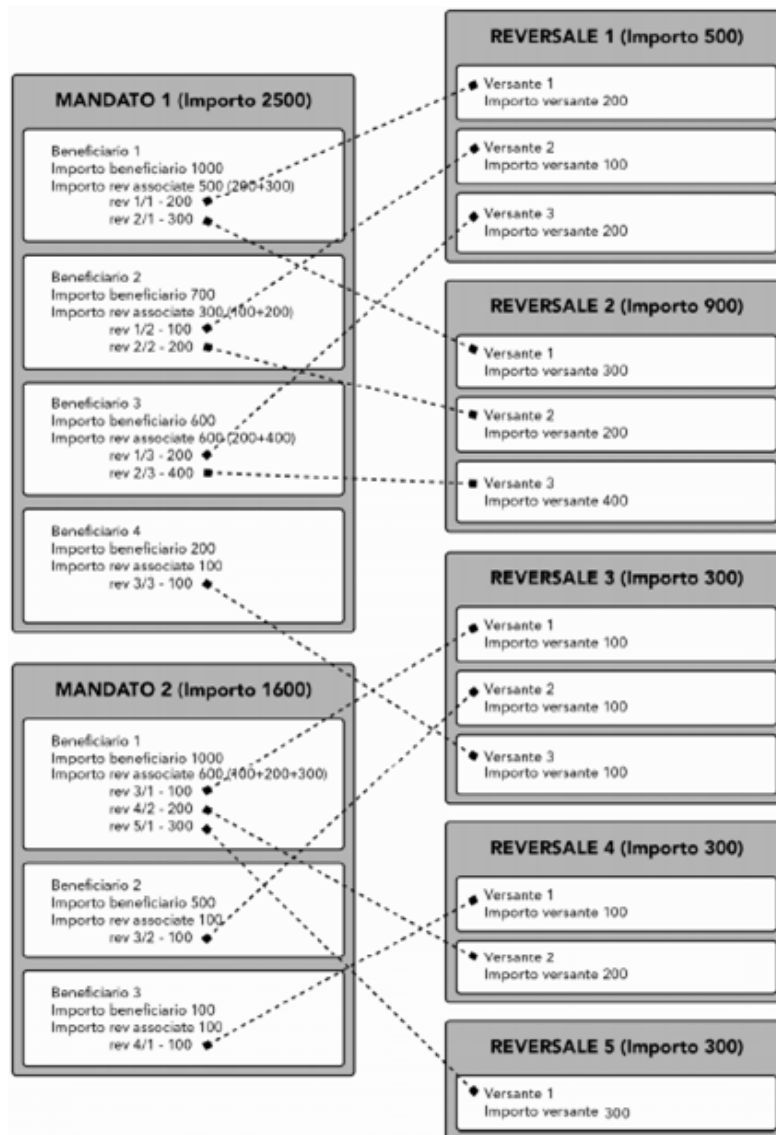 MANDATO 1 (Importo 2500)
Beneficiario 1
Importo beneficiario 1000
Importo rev associate 500 (200+300)
rev 1/1 - 200
rev 2/1 - 300
Beneficiario 2
Importo beneficiario 700
Importo rev associate 300 (100+200)
rev 1/2 - 100
rev 2/2 - 200
Beneficiario 3
Importo beneficiario 600
Importo rev associate 600 (200+400)
rev 1/3 - 200
rev 2/3 - 400
Beneficiario 4
Importo beneficiario 200
Importo rev associate 100
rev 3/3 - 100
MANDATO 2 (Importo 1600)
Beneficiario 1
Importo beneficiario 1000
Importo rev associate 600 (100+200+300)
rev 3/1 - 100
rev 4/2 - 200
rev 5/1 - 300
Beneficiario 2
Importo beneficiario 500
Importo rev associate 100
rev 3/2 - 100
Beneficiario 3
Importo beneficiario 100
Importo rev associate 100
rev 4/1 - 100
REVERSALE 1 (Importo 500)
Versante 1
Importo versante 200
Versante 2
Importo versante 100
Versante 3
Importo versante 200
REVERSALE 2 (Importo 900)
Versante 1
Importo versante 300
Versante 2
Importo versante 200
Versante 3
Importo versante 400
REVERSALE 3 (Importo 300)
Versante 1
Importo versante 100
Versante 2
Importo versante 100
Versante 3
Importo versante 100
REVERSALE 4 (Importo 300)
Versante 1
Importo versante 100
Versante 2
Importo versante 200
REVERSALE 5 (Importo 300)
Versante 1
Importo versante 300